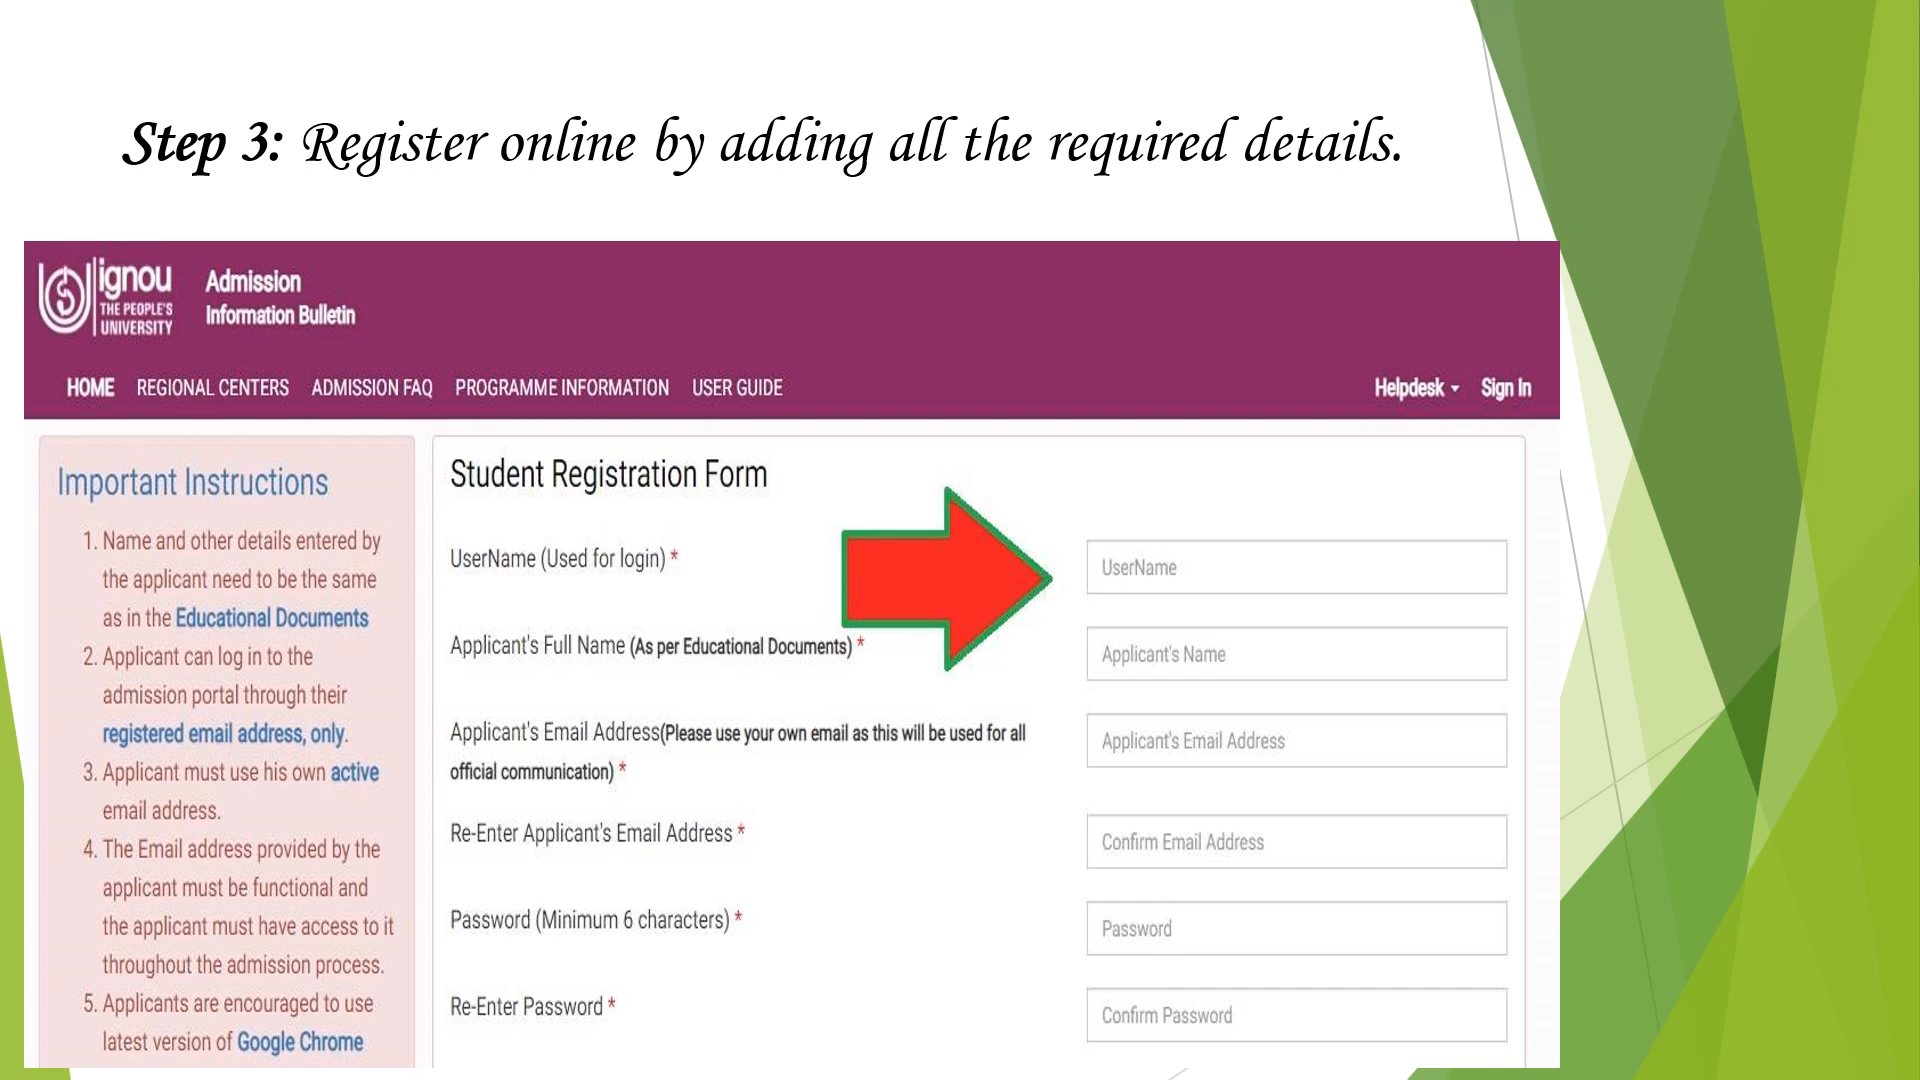 Step 3: Register online by adding all the required details.
ignou
THE PEOPLE'S
UNIVERSITY
Admission
Information Bulletin
HOME REGIONAL CENTERS ADMISSION FAQ PROGRAMME INFORMATION USER GUIDE Helpdesk Sign In
Important Instructions
1. Name and other details entered by
the applicant need to be the same
as in the Educational Documents
2. Applicant can log in to the
admission portal through their
registered email address, only.
3. Applicant must use his own active
email address.
4. The Email address provided by the
applicant must be functional and
the applicant must have access to it
throughout the admission process.
5. Applicants are encouraged to use
latest version of Google Chrome
Student Registration Form
UserName (Used for login) *
UserName
Applicant's Full Name (As per Educational Documents) *
Applicant's Name
Applicant's Email Address(Please use your own email as this will be used for all
official communication) *
Applicant's Email Address
Re-Enter Applicant's Email Address *
Confirm Email Address
Password (Minimum 6 characters) *
Password
Re-Enter Password *
Confirm Password